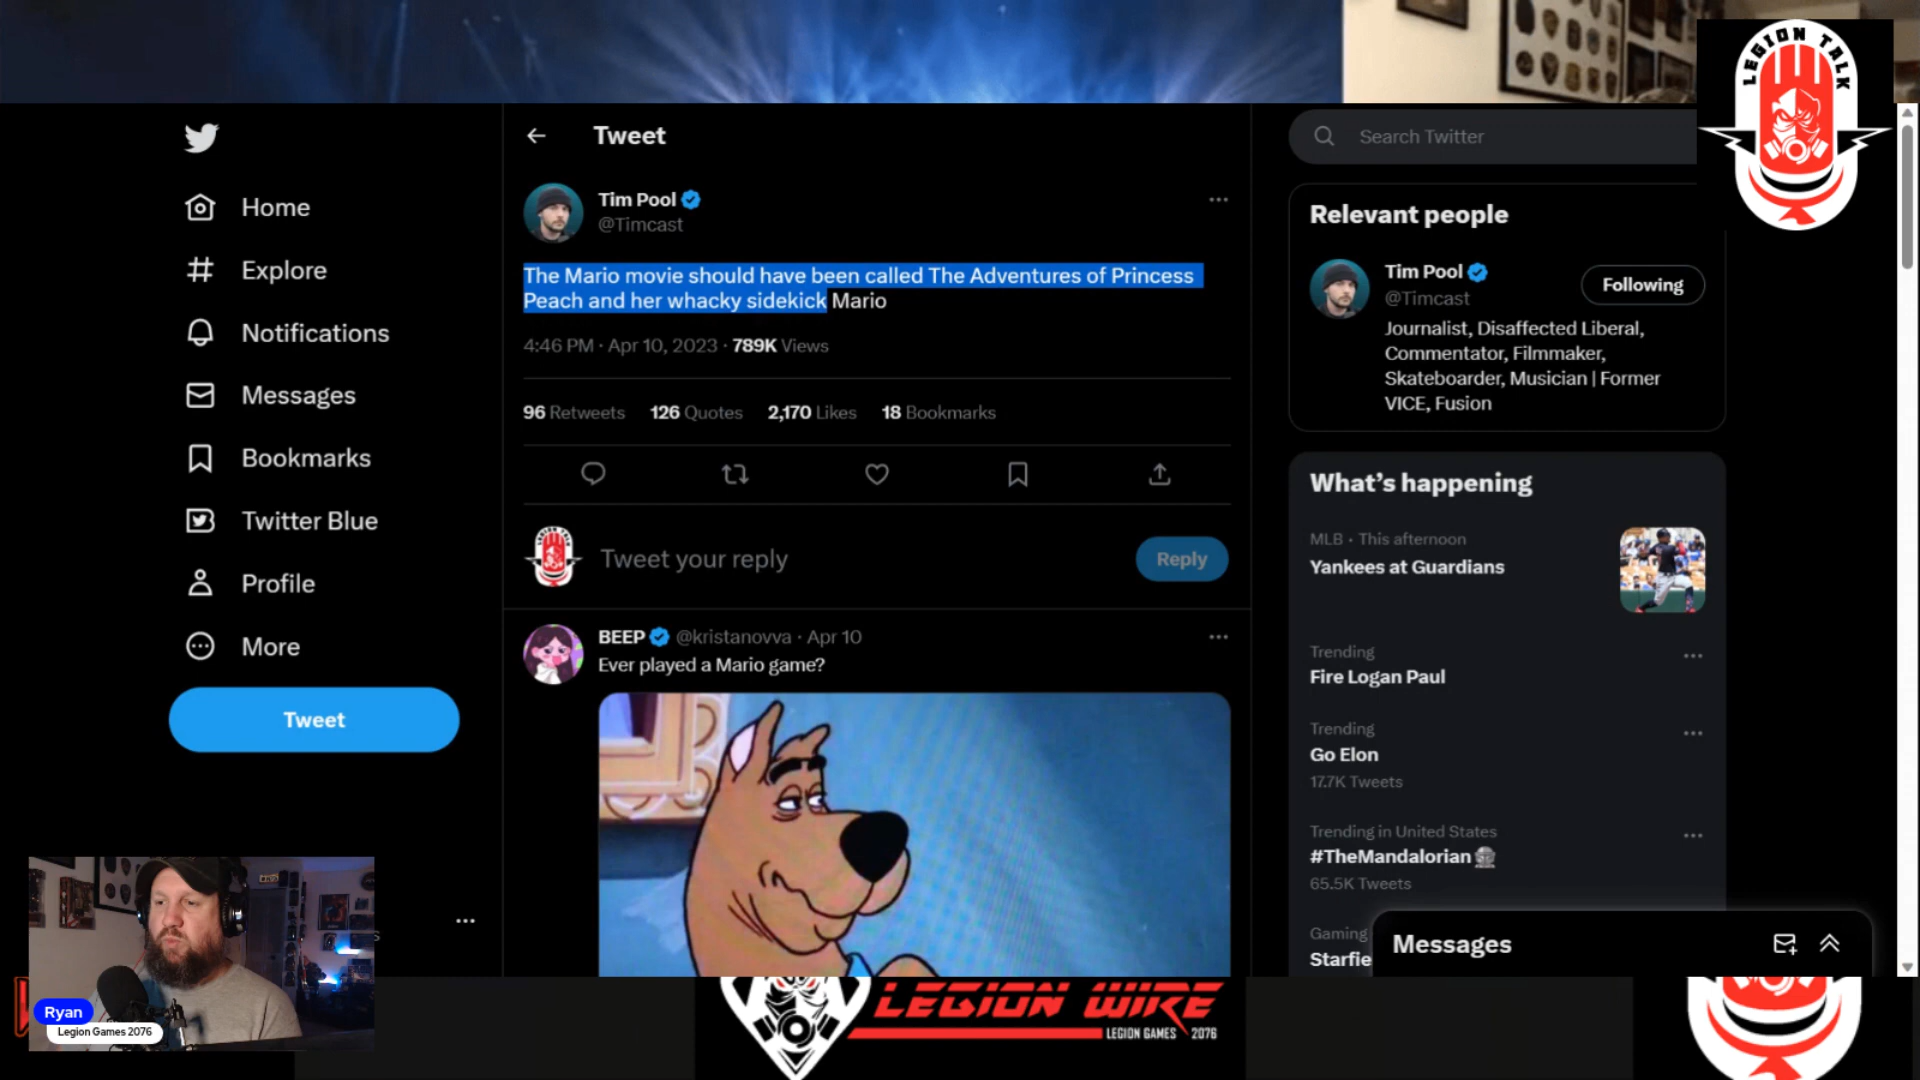 LEGION TALK
Tweet
Search Twitter
Home
Explore
Notifications
Messages
Bookmarks
Twitter Blue
Profile
More
Tweet
Tim Pool
@Timcast
The Mario movie should have been called The Adventures of Princess
Peach and her whacky sidekick Mario
4:46 PM · Apr 10, 2023 · 789K Views
96 Retweets 126 Quotes 2,170 Likes 18 Bookmarks
Tweet your reply
Reply
BEEP @kristanovva · Apr 10
Ever played a Mario game?
Relevant people
Tim Pool
@Timcast
Following
Journalist, Disaffected Liberal,
Commentator, Filmmaker,
Skateboarder, Musician | Former
VICE, Fusion
What's happening
MLB · This afternoon
Yankees at Guardians
Trending
Fire Logan Paul
Trending
Go Elon
17.7K Tweets
Trending in United States
#TheMandalorian
65.5K Tweets
Gaming
Starfie
Messages
Ryan
Legion Games 2076
LEGION WIRE
LEGION GAMES 2076